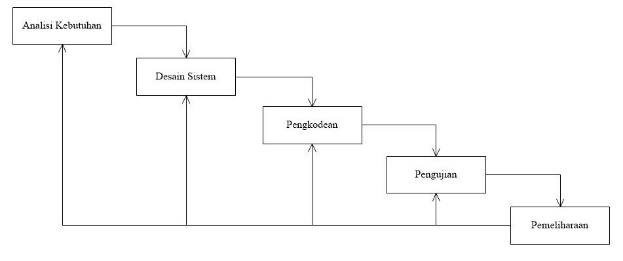 Analisi Kebutuhan
Desain Sistem
Pengkodean
Pengujian
Pemeliharaan